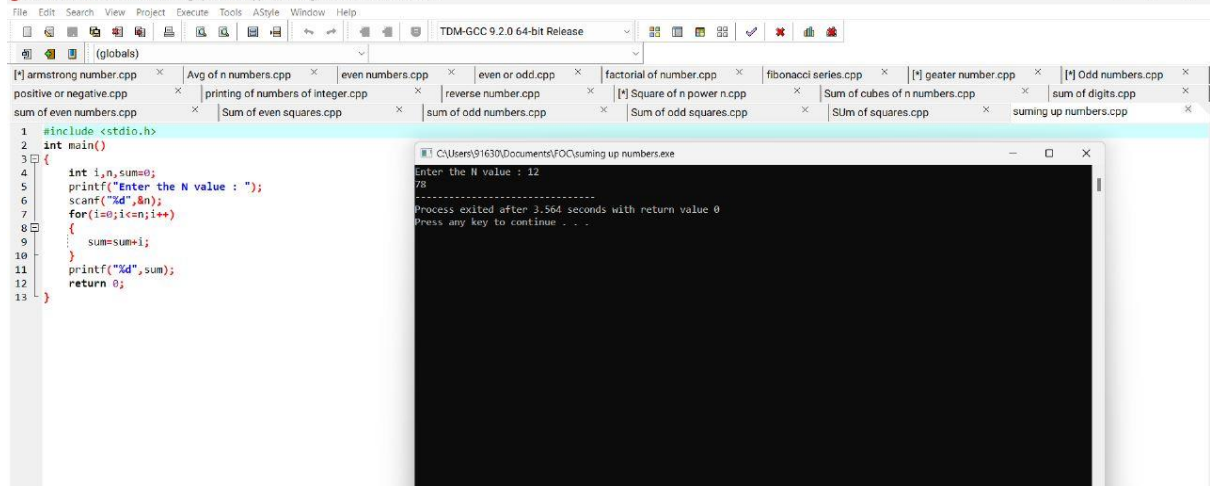 File Edit Search View Project Execute Tools AStyle Window Help
TDM-GCC 9.2.0 64-bit Release
(globals)
[*] armstrong number.cpp Avg of n numbers.cpp even numbers.cpp even or odd.cpp factorial of number.cpp fibonacci series.cpp [*] geater number.cpp [*] Odd numbers.cpp
positive or negative.cpp printing of numbers of integer.cpp reverse number.cpp [*] Square of n power n.cpp Sum of cubes of n numbers.cpp sum of digits.cpp
sum of even numbers.cpp Sum of even squares.cpp sum of odd numbers.cpp Sum of odd squares.cpp SUm of squares.cpp suming up numbers.cpp
1 #include <stdio.h>
2 int main()
3 {
4 int i,n,sum=0;
5 printf("Enter the N value : ");
6 scanf("%d",&n);
7 for(i=0;i<=n;i++)
8 {
9 sum=sum+i;
10 }
11 printf("%d",sum);
12 return 0;
13 }
C:\Users\91630\Documents\FOC\suming up numbers.exe
Enter the N value : 12
78
--------------------------------
Process exited after 3.564 seconds with return value 0
Press any key to continue . . .